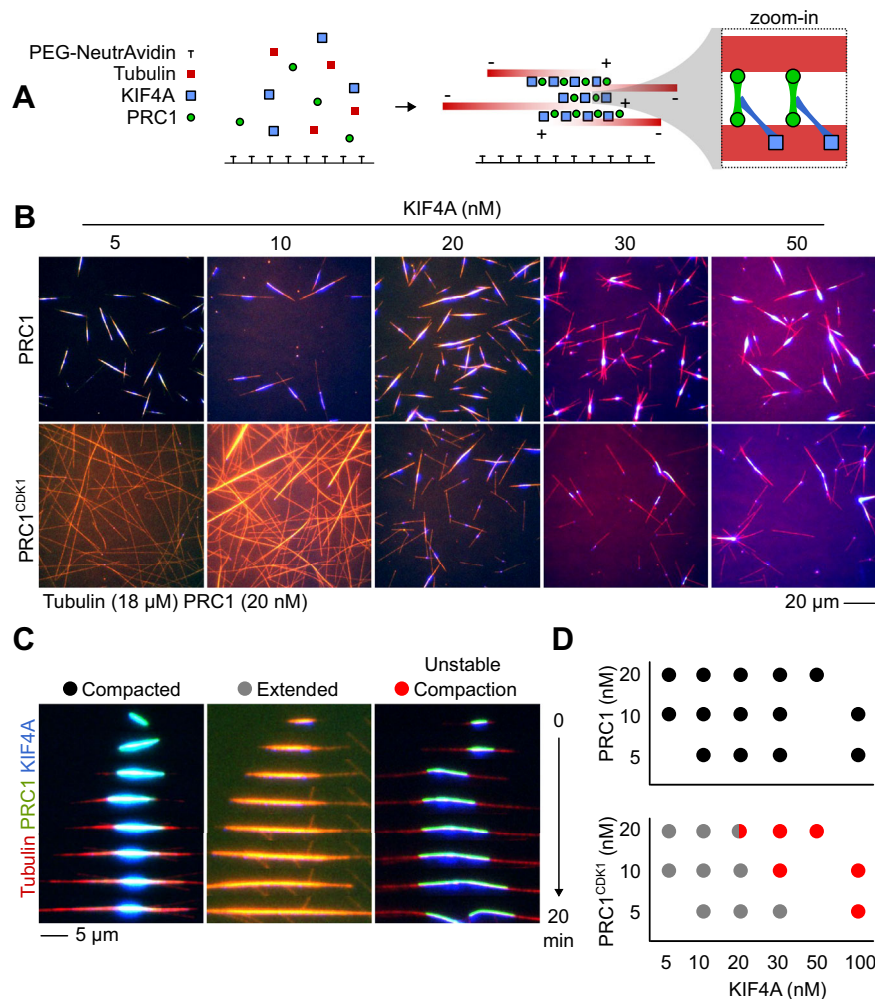 A
PEG-NeutrAvidin
Tubulin
KIF4A
PRC1
- +
+ -
-
+ -
zoom-in
B
KIF4A (nM)
5 10 20 30 50
PRC1
PRC1CDK1
Tubulin (18 µM) PRC1 (20 nM)
20 µm
C
Compacted
Extended
Unstable
Compaction
Tubulin PRC1 KIF4A
0
20
min
5 µm
D
PRC1 (nM)
20
10
5
PRC1CDK1 (nM)
20
10
5
5 10 20 30 50 100
KIF4A (nM)